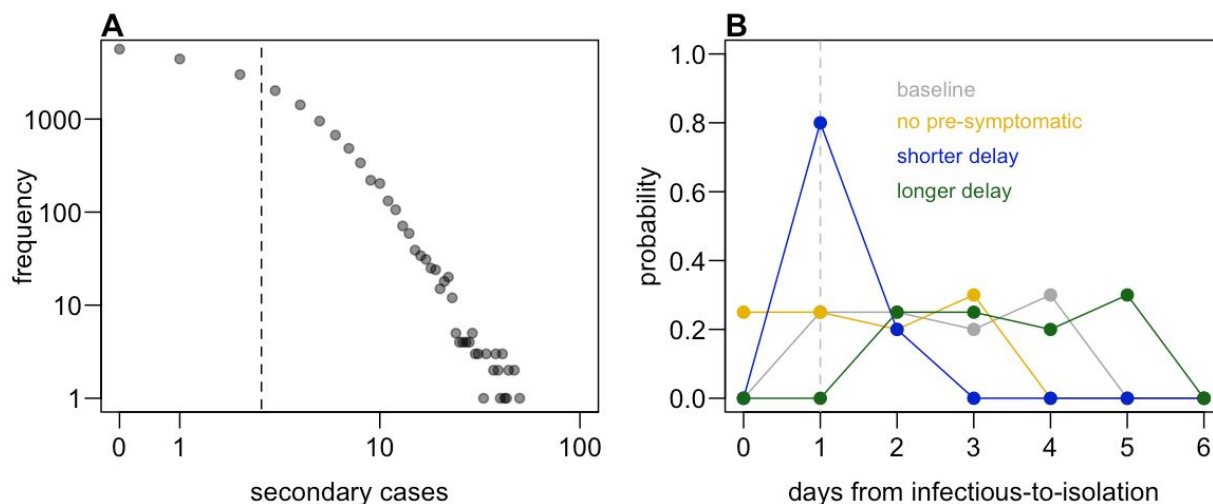 A
1000
100
10
1
frequency
0 1 10 100
secondary cases
B
1.0
0.8
0.6
0.4
0.2
0.0
probability
baseline
no pre-symptomatic
shorter delay
longer delay
0 1 2 3 4 5 6
days from infectious-to-isolation